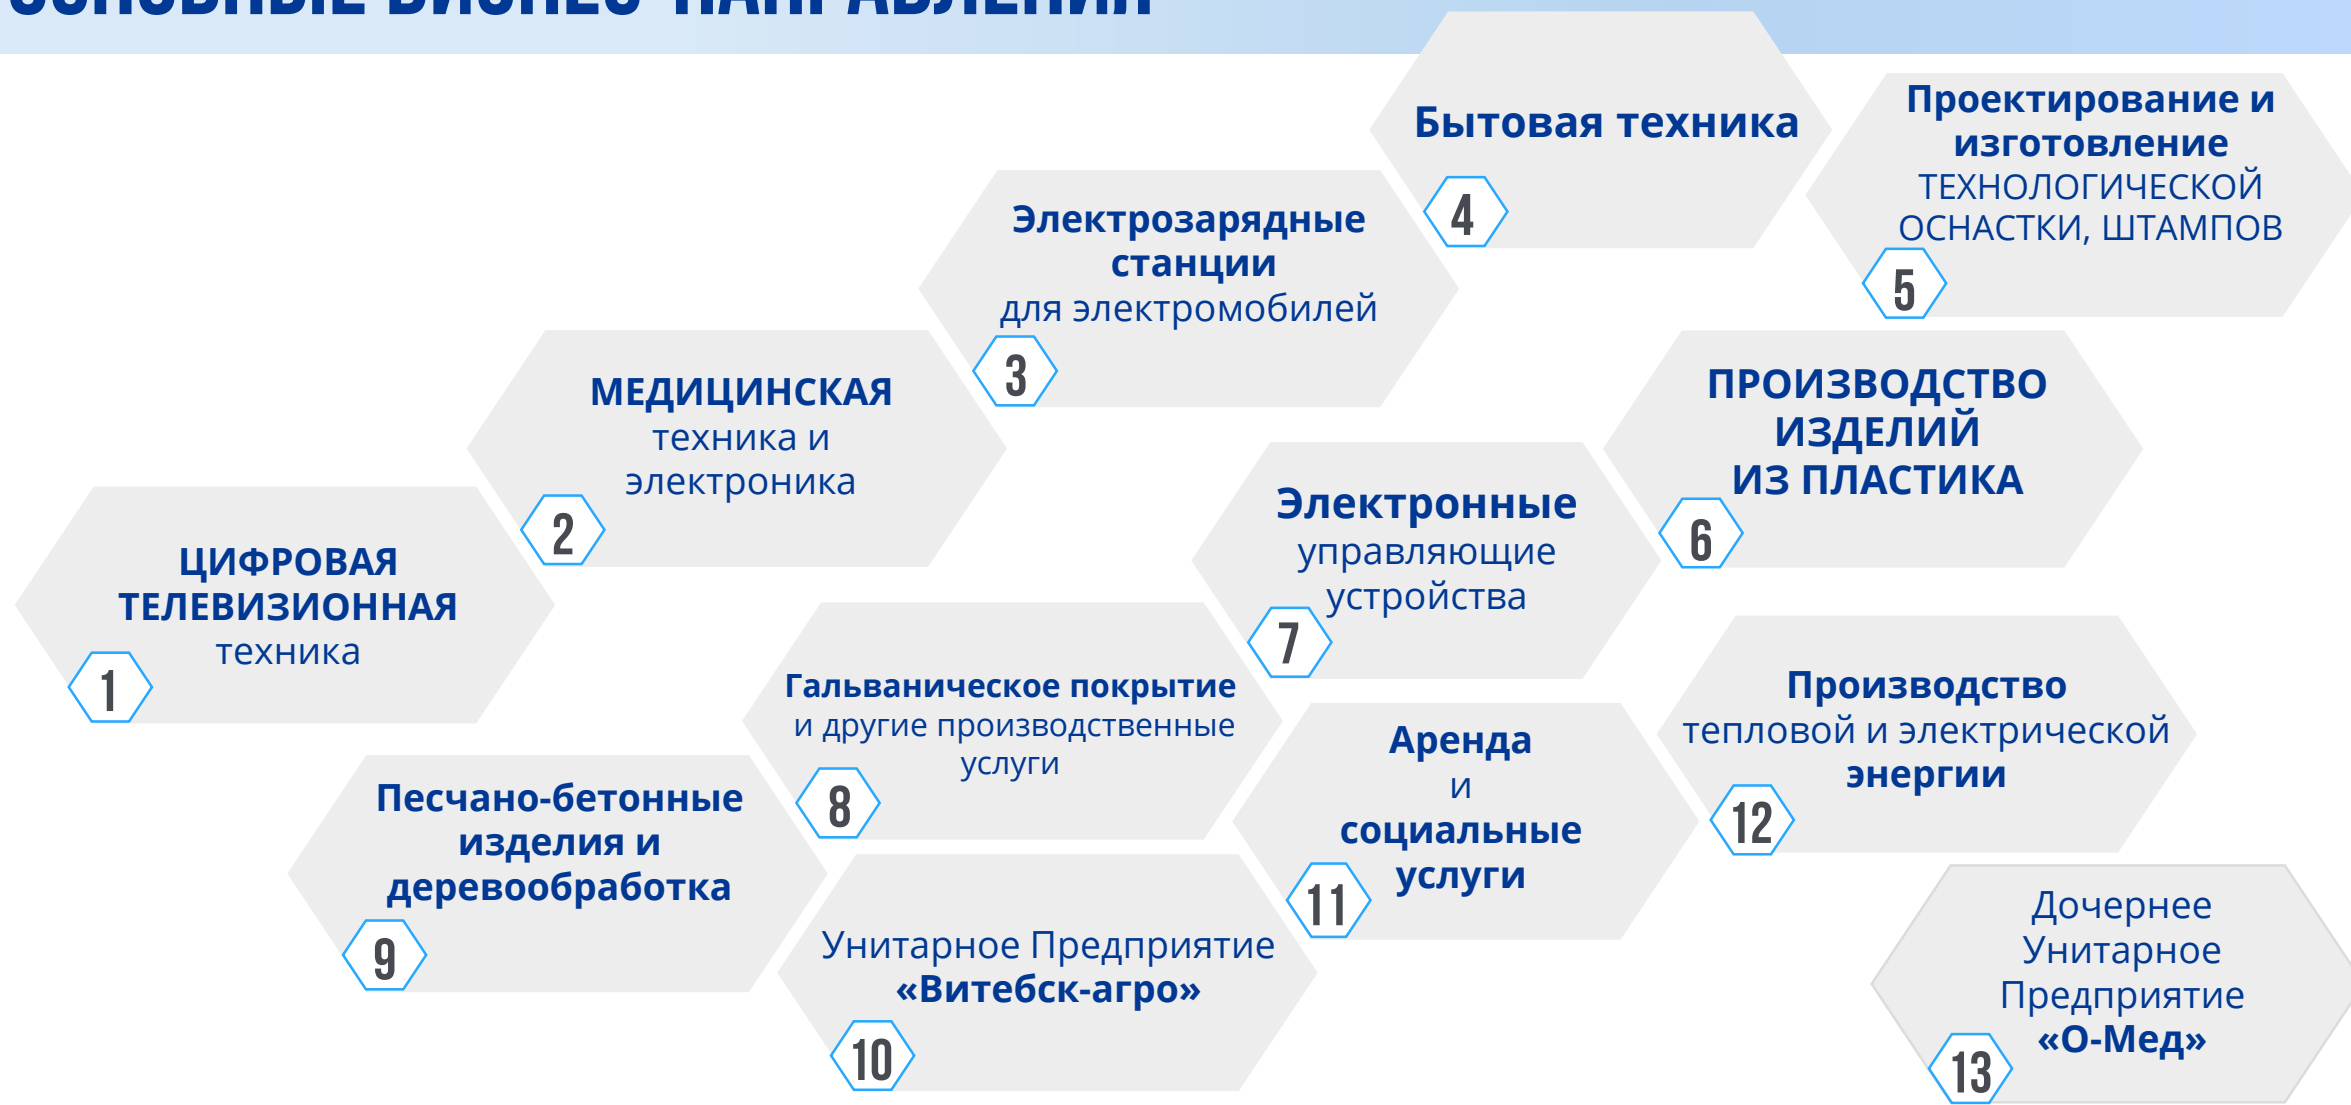 ОСНОВНЫЕ БИЗНЕС-НАПРАВЛЕНИЯ
ЦИФРОВАЯ
ТЕЛЕВИЗИОННАЯ
техника
1
МЕДИЦИНСКАЯ
техника и
электроника
2
Электрозарядные
станции
для электромобилей
3
Бытовая техника
4
Проектирование и
изготовление
ТЕХНОЛОГИЧЕСКОЙ
ОСНАСТКИ, ШТАМПОВ
5
ПРОИЗВОДСТВО
ИЗДЕЛИЙ
ИЗ ПЛАСТИКА
6
Электронные
управляющие
устройства
7
Гальваническое покрытие
и другие производственные
услуги
8
Песчано-бетонные
изделия и
деревообработка
9
Унитарное Предприятие
«Витебск-агро»
10
Аренда
и
социальные
услуги
11
Производство
тепловой и электрической
энергии
12
Дочернее
Унитарное
Предприятие
«О-Мед»
13